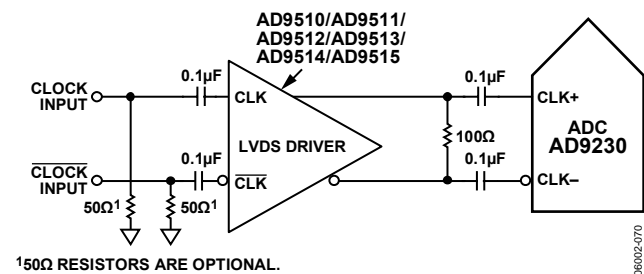 AD9510/AD9511/
AD9512/AD9513/
AD9514/AD9515
CLOCK
INPUT
0.1µF
CLK
LVDS DRIVER
CLOCK
INPUT
0.1µF
CLK
50Ω1
50Ω1
0.1µF
CLK+
100Ω
ADC
AD9230
0.1µF
CLK–
150Ω RESISTORS ARE OPTIONAL.
06002-070